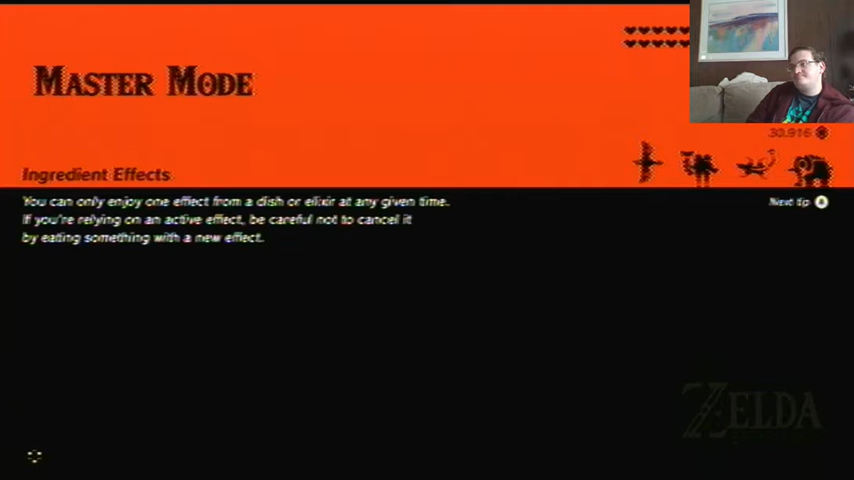 MASTER MODE
30,916
Ingredient Effects
You can only enjoy one effect from a dish or elixir at any given time.
If you're relying on an active effect, be careful not to cancel it
by eating something with a new effect.
Next tip A
ZELDA